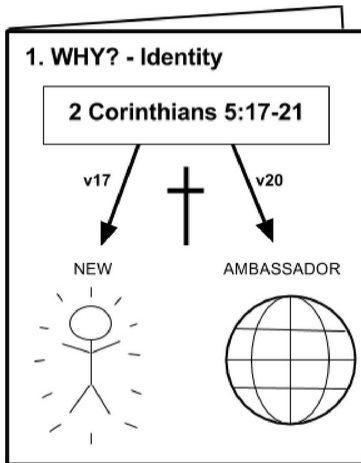 1. WHY? - Identity
2 Corinthians 5:17-21
v17
v20
NEW
AMBASSADOR